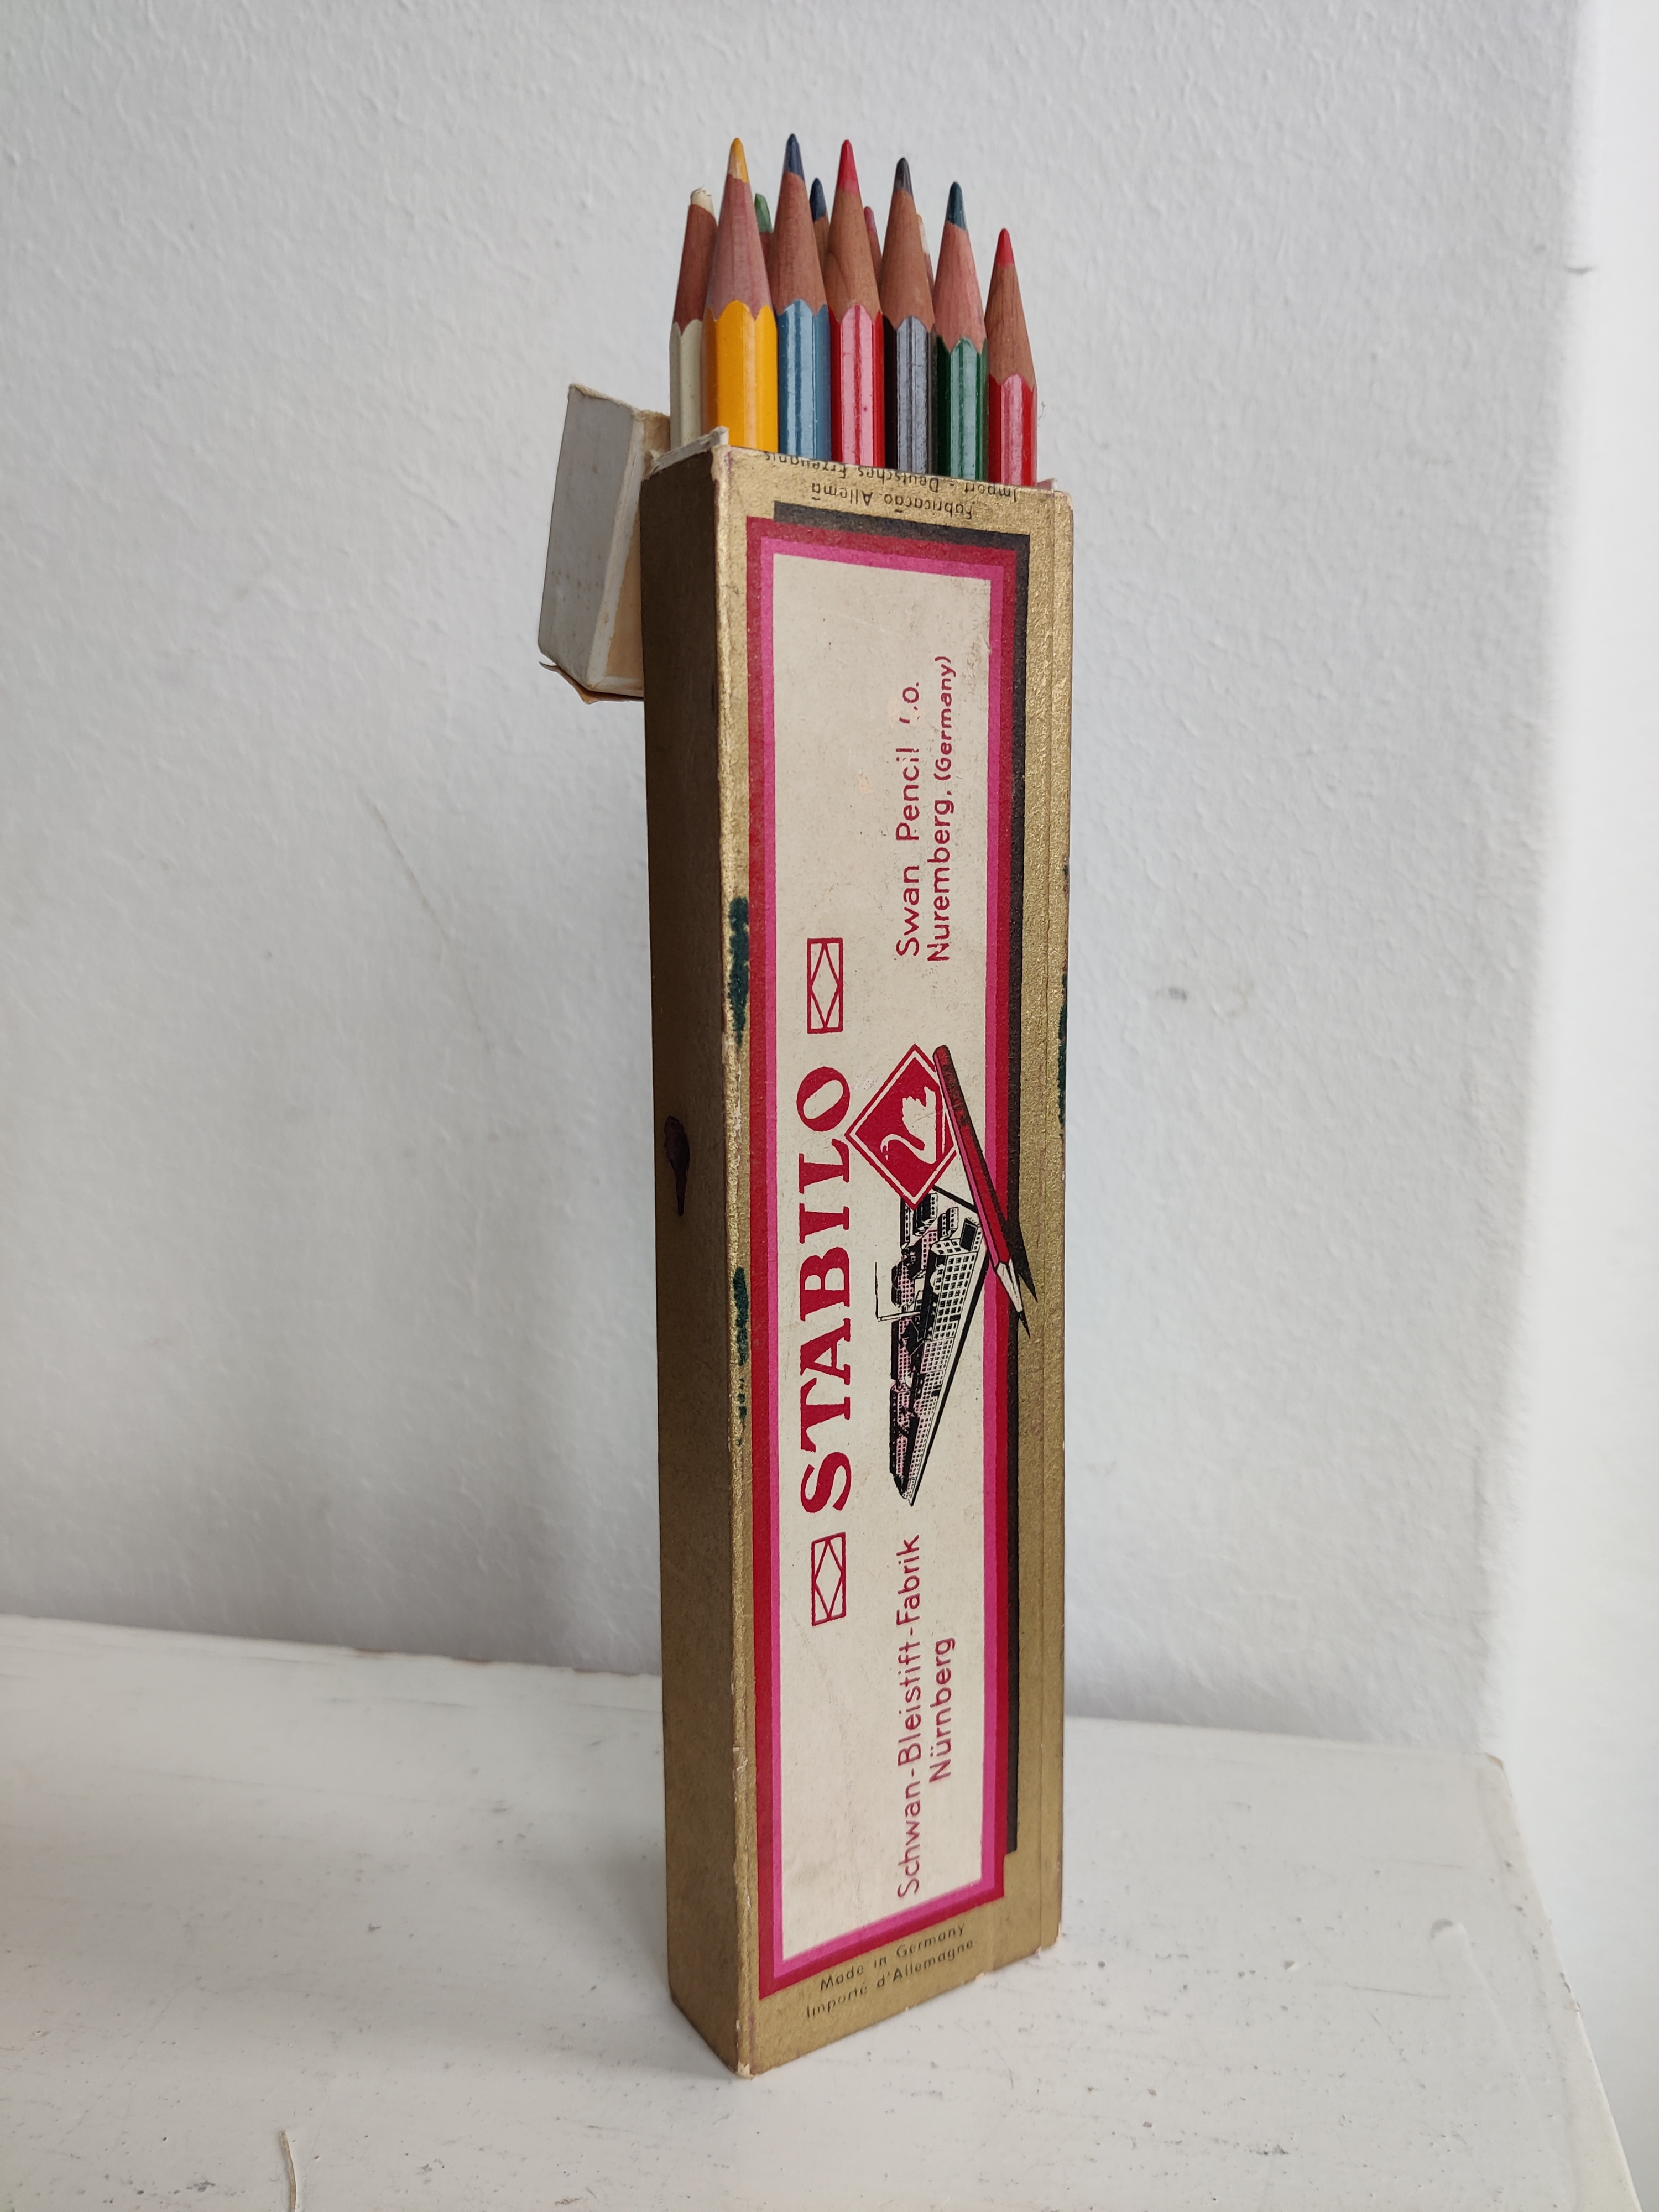 Import - Deutsches Erzeugnis
Fabricação Allemã
STABILO
Schwan-Bleistift-Fabrik
Nürnberg
Swan Pencil Co.
Nuremberg, (Germany)
Made in Germany
Importé d'Allemagne